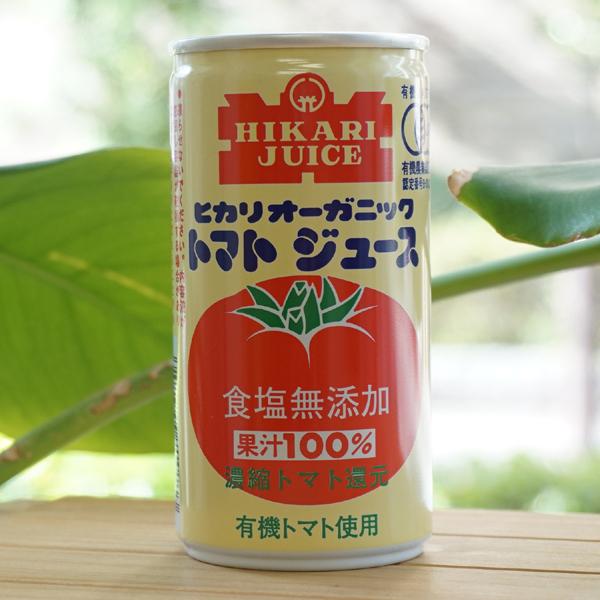 HIKARI
JUICE
ヒカリオーガニック
トマトジュース
食塩無添加
果汁100%
濃縮トマト還元
有機トマト使用
有機